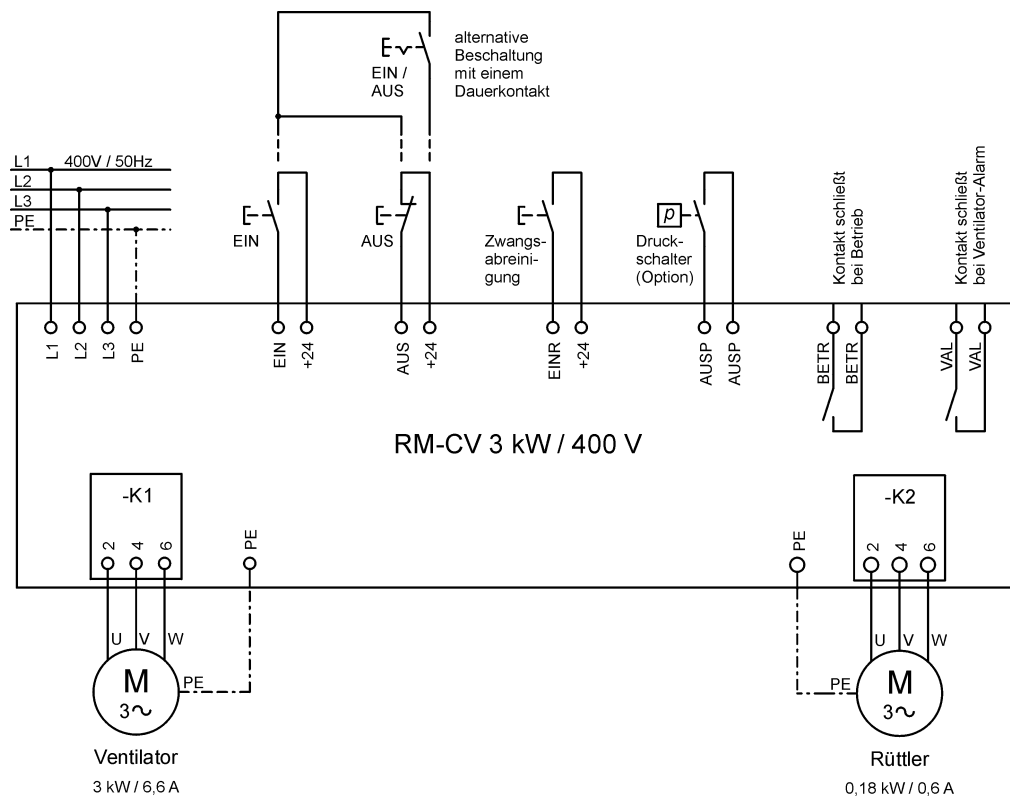 alternative
Beschaltung
mit einem
Dauerkontakt
EIN /
AUS
L1
400V / 50Hz
L2
L3
PE
EIN
AUS
Zwangs-
abreini-
gung
p
Druck-
schalter
(Option)
Kontakt schließt
bei Betrieb
Kontakt schließt
bei Ventilator-Alarm
L1
L2
L3
PE
EIN
+24
AUS
+24
EINR
+24
AUSP
AUSP
BETR
BETR
VAL
VAL
RM-CV 3 kW / 400 V
-K1
2
4
6
PE
PE
-K2
2
4
6
U
V
W
M
3∿
PE
U
V
W
PE
M
3∿
Ventilator
3 kW / 6,6 A
Rüttler
0,18 kW / 0,6 A